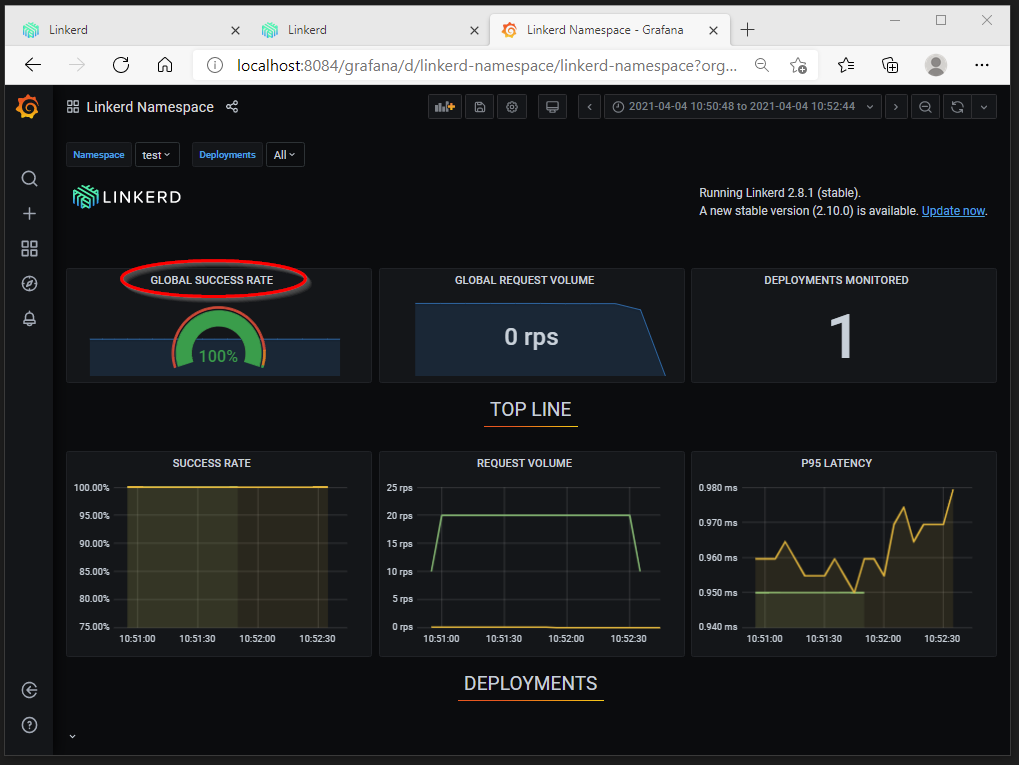 Linkerd
Linkerd
Linkerd Namespace - Grafana
localhost:8084/grafana/d/linkerd-namespace/linkerd-namespace?org...
Linkerd Namespace
2021-04-04 10:50:48 to 2021-04-04 10:52:44
Namespace test Deployments All
LINKERD
Running Linkerd 2.8.1 (stable).
A new stable version (2.10.0) is available. Update now.
GLOBAL SUCCESS RATE
100%
GLOBAL REQUEST VOLUME
0 rps
DEPLOYMENTS MONITORED
1
TOP LINE
SUCCESS RATE
100.00%
95.00%
90.00%
85.00%
80.00%
75.00%
10:51:00 10:51:30 10:52:00 10:52:30
REQUEST VOLUME
25 rps
20 rps
15 rps
10 rps
5 rps
0 rps
10:51:00 10:51:30 10:52:00 10:52:30
P95 LATENCY
0.980 ms
0.970 ms
0.960 ms
0.950 ms
0.940 ms
10:51:00 10:51:30 10:52:00 10:52:30
DEPLOYMENTS